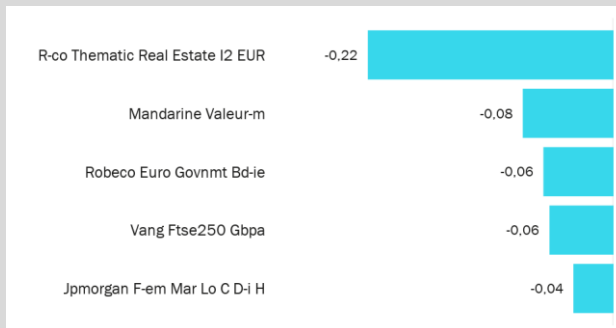 R-co Thematic Real Estate I2 EUR -0,22
Mandarine Valeur-m -0,08
Robeco Euro Govnmt Bd-ie -0,06
Vang Ftse250 Gbpa -0,06
Jpmorgan F-em Mar Lo C D-i H -0,04